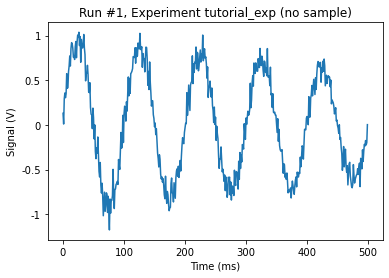 Run #1, Experiment tutorial_exp (no sample)
Signal (V)
1
0.5
0
-0.5
-1
0 100 200 300 400 500
Time (ms)